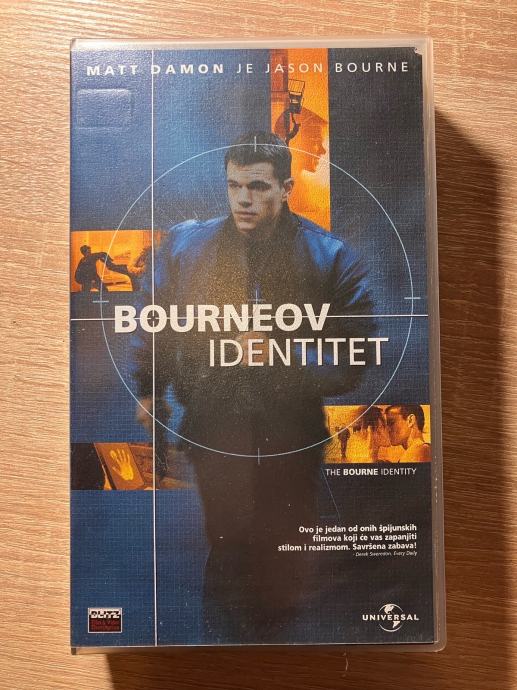 MATT DAMON JE JASON BOURNE
BOURNEOV
IDENTITET
THE BOURNE IDENTITY
Ovo je jedan od onih špijunskih
filmova koji će vas zapanjiti
stilom i realizmom. Savršena zabava!
BLITZ
UNIVERSAL